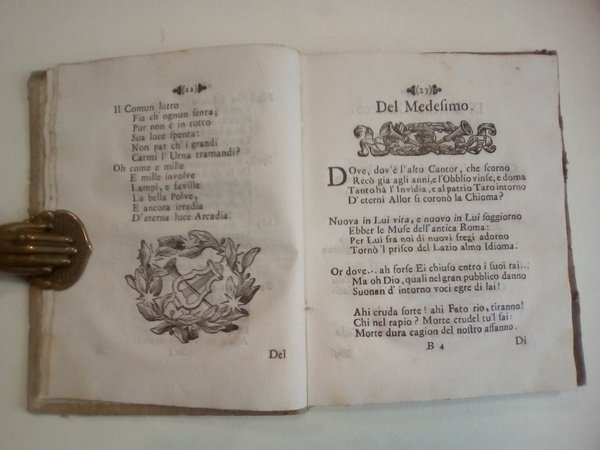 (22)
Il Comun lutto
Fia ch' ognun senta;
Pur non è in tutto
Sua luce spenta:
Non par ch' i grandi
Carmi l' Urna tramandi?
Oh come e mille
E mille involve
Lampi, e faville
La bella Polve,
E ancora irradia
D'eterna luce Arcadia.
Del
(23)
Del Medesimo.
DOve, dov'è l'alto Cantor, che scorno
Recò gia agli anni, e l'Obblio vinse, e doma
Tanto hà l'Invidia, e al patrio Taro intorno
D' eterni Allor si coronò la Chioma?
Nuova in Lui vita, e nuovo in Lui soggiorno
Ebber le Muse dell'antica Roma:
Per Lui fra noi di nuovi fregi adorno
Tornò 'l prisco del Lazio almo Idioma.
Or dove... ah forse Ei chiuso entro i suoi rai...
Ma oh Dio, quali nel gran pubblico danno
Suonan d' intorno voci egre di lai!
Ahi cruda sorte! ahi Fato rio, tiranno!
Chi nel rapio? Morte crudel tu'l sai:
Morte dura cagion del nostro affanno.
B 4
Di